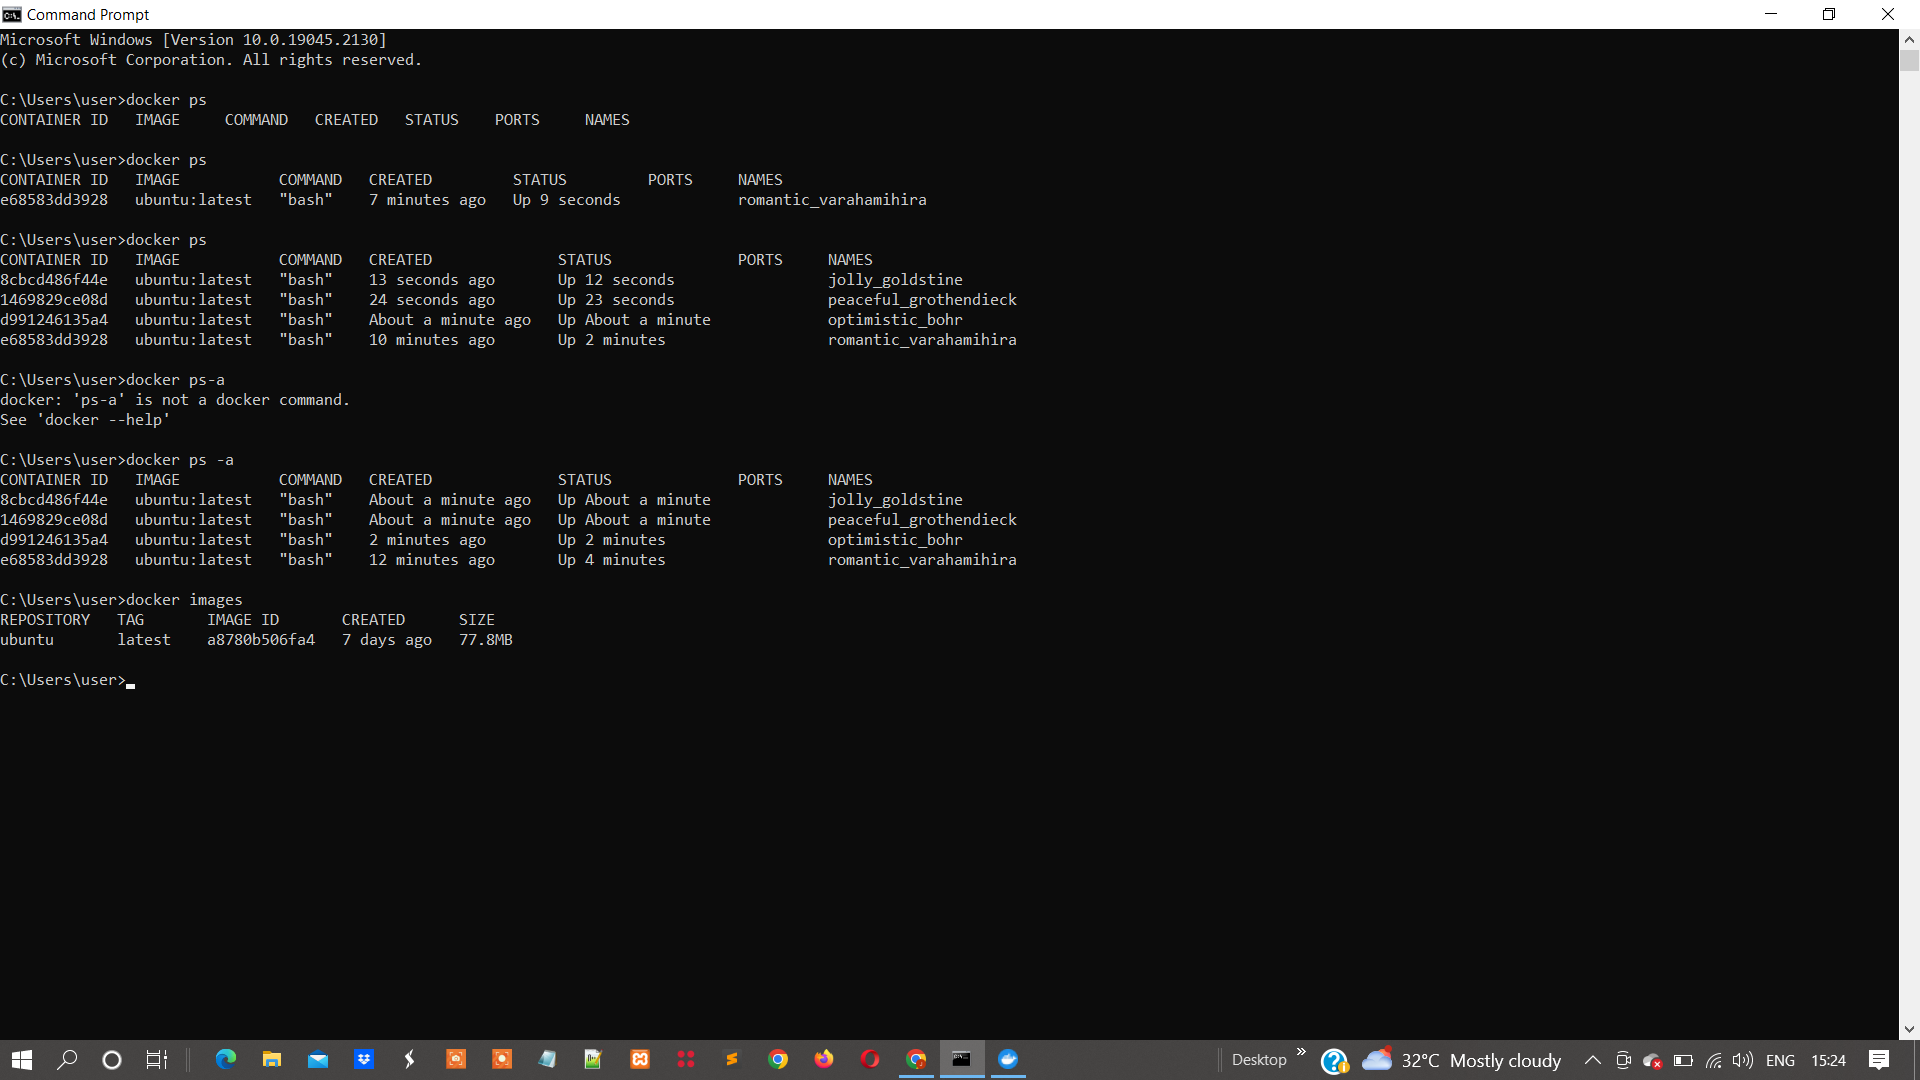 Command Prompt
Microsoft Windows [Version 10.0.19045.2130]
(c) Microsoft Corporation. All rights reserved.
C:\Users\user>docker ps
CONTAINER ID   IMAGE     COMMAND   CREATED   STATUS    PORTS     NAMES
C:\Users\user>docker ps
CONTAINER ID   IMAGE           COMMAND   CREATED         STATUS         PORTS     NAMES
e68583dd3928   ubuntu:latest   "bash"    7 minutes ago   Up 9 seconds             romantic_varahamihira
C:\Users\user>docker ps
CONTAINER ID   IMAGE           COMMAND   CREATED              STATUS              PORTS     NAMES
8cbcd486f44e   ubuntu:latest   "bash"    13 seconds ago       Up 12 seconds                 jolly_goldstine
1469829ce08d   ubuntu:latest   "bash"    24 seconds ago       Up 23 seconds                 peaceful_grothendieck
d991246135a4   ubuntu:latest   "bash"    About a minute ago   Up About a minute             optimistic_bohr
e68583dd3928   ubuntu:latest   "bash"    10 minutes ago       Up 2 minutes                  romantic_varahamihira
C:\Users\user>docker ps-a
docker: 'ps-a' is not a docker command.
See 'docker --help'
C:\Users\user>docker ps -a
CONTAINER ID   IMAGE           COMMAND   CREATED              STATUS              PORTS     NAMES
8cbcd486f44e   ubuntu:latest   "bash"    About a minute ago   Up About a minute             jolly_goldstine
1469829ce08d   ubuntu:latest   "bash"    About a minute ago   Up About a minute             peaceful_grothendieck
d991246135a4   ubuntu:latest   "bash"    2 minutes ago        Up 2 minutes                  optimistic_bohr
e68583dd3928   ubuntu:latest   "bash"    12 minutes ago       Up 4 minutes                  romantic_varahamihira
C:\Users\user>docker images
REPOSITORY   TAG       IMAGE ID       CREATED      SIZE
ubuntu       latest    a8780b506fa4   7 days ago   77.8MB
C:\Users\user>
Desktop » 32°C Mostly cloudy ENG 15:24